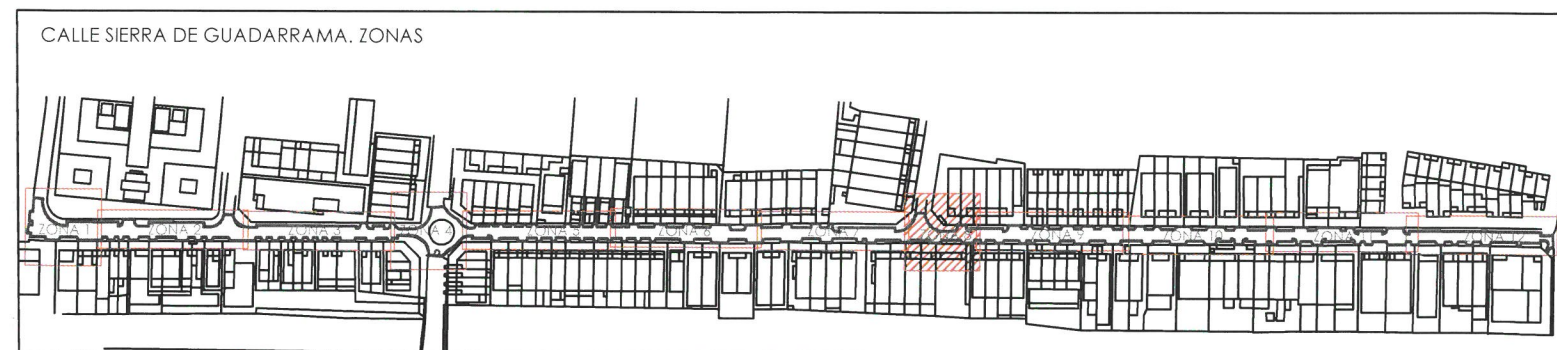 CALLE SIERRA DE GUADARRAMA. ZONAS
ZONA 1
ZONA 2
ZONA 3
ZONA 4
ZONA 5
ZONA 6
ZONA 7
ZONA 9
ZONA 10
ZONA 12